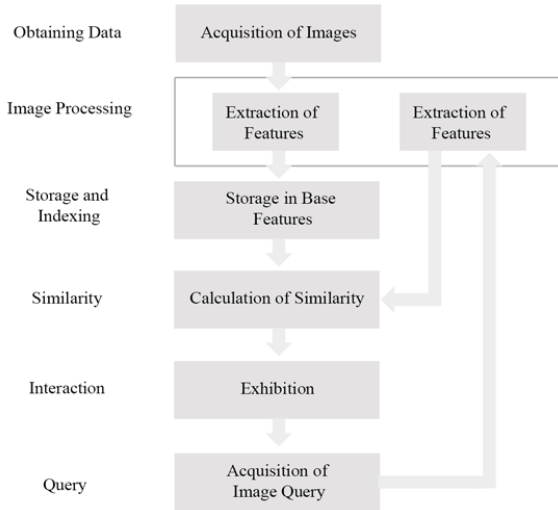 Obtaining Data
Acquisition of Images
Image Processing
Extraction of
Features
Extraction of
Features
Storage and
Indexing
Storage in Base
Features
Similarity
Calculation of Similarity
Interaction
Exhibition
Query
Acquisition of
Image Query